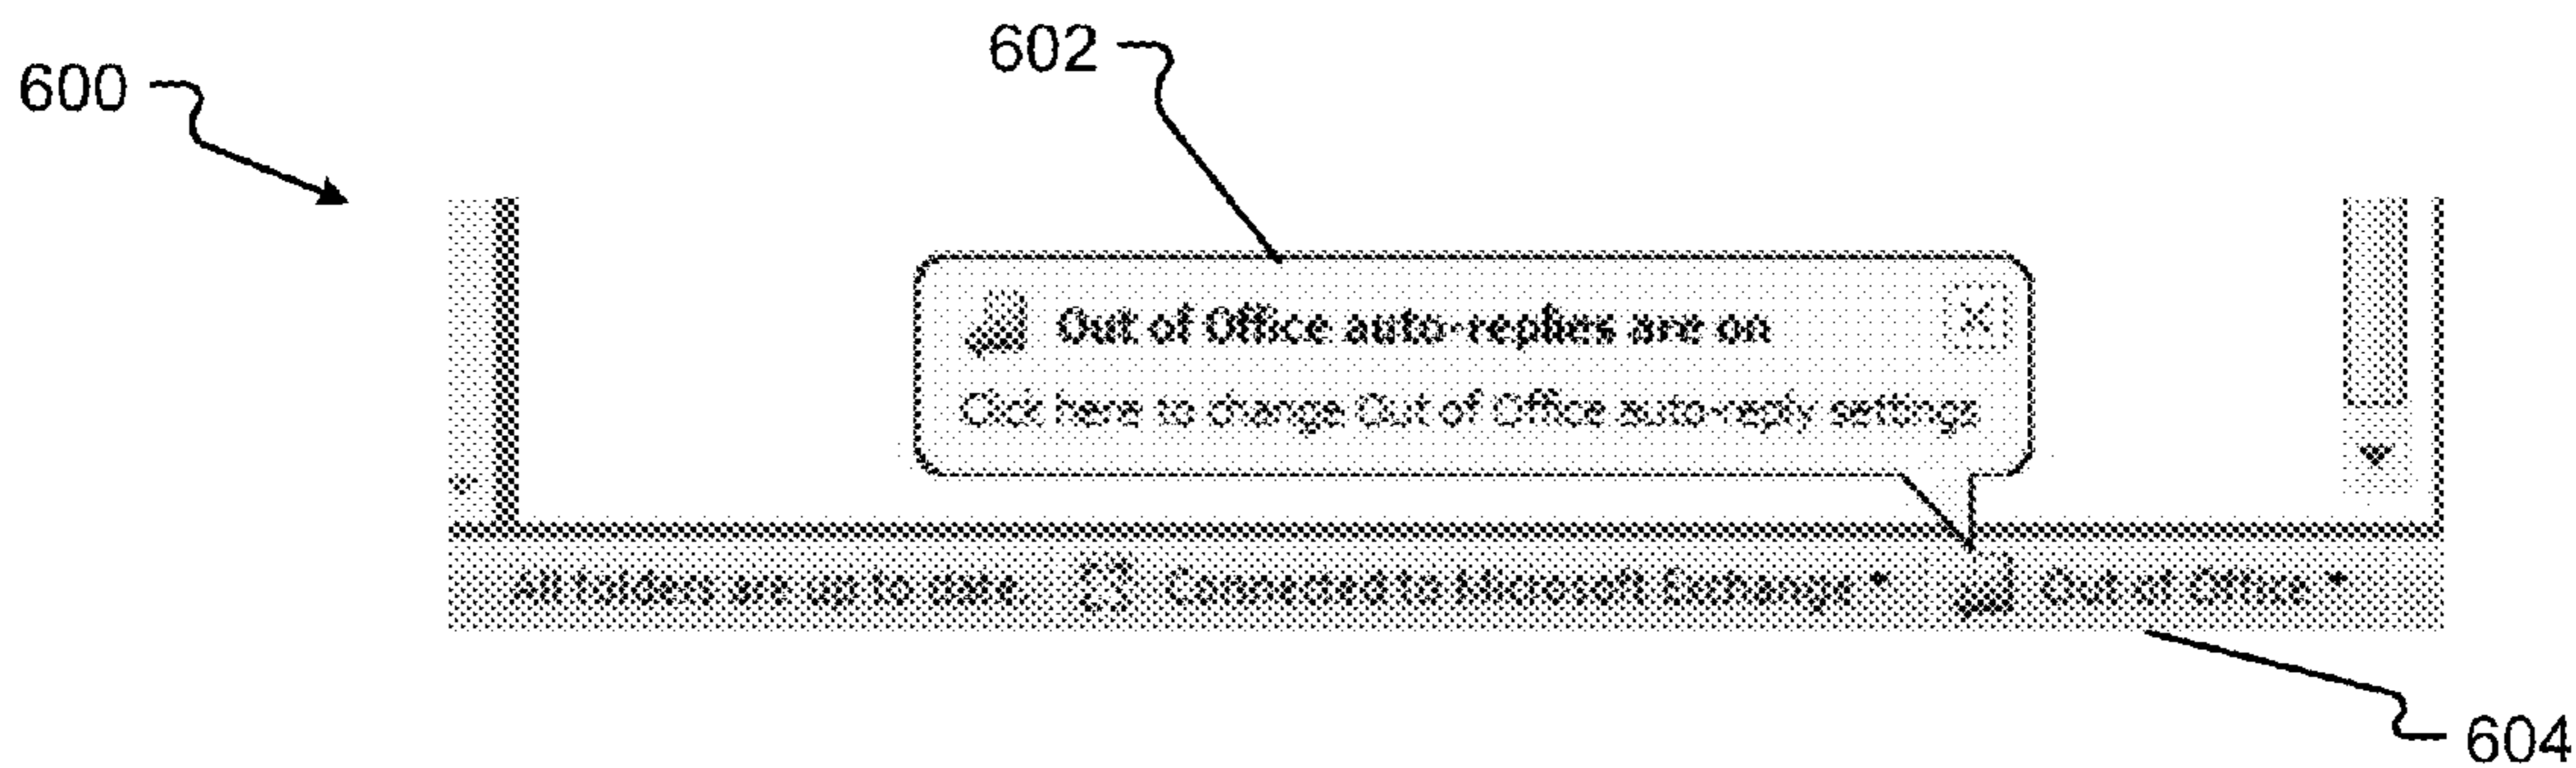 600
602
Out of Office auto-replies are on
Click here to change Out of Office auto-reply settings
All folders are up to date. Connected to Microsoft Exchange Out of Office
604